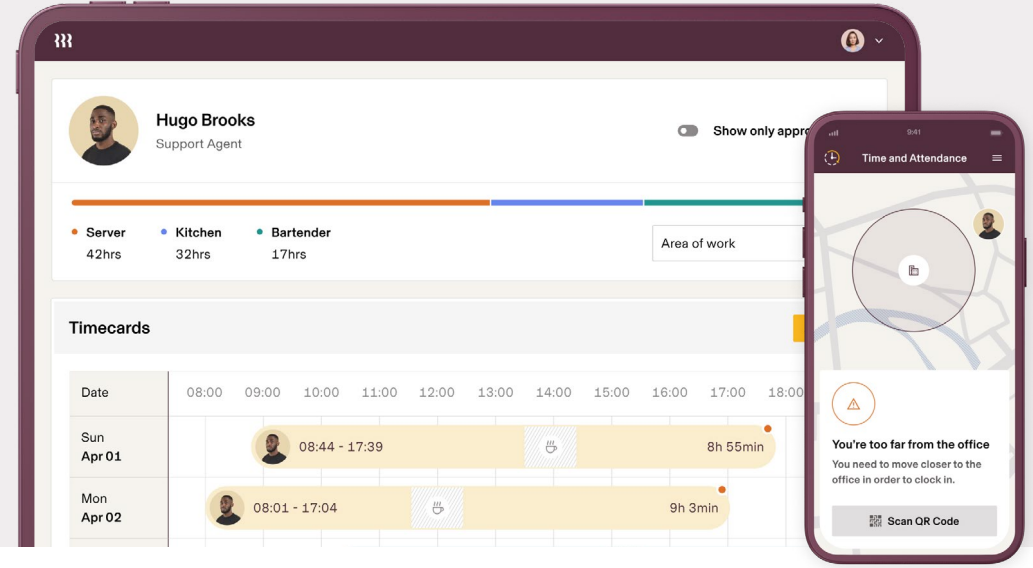 Hugo Brooks
Support Agent
Show only appro
Server
42hrs
Kitchen
32hrs
Bartender
17hrs
Area of work
Timecards
Date 08:00 09:00 10:00 11:00 12:00 13:00 14:00 15:00 16:00 17:00 18:00
Sun
Apr 01
08:44 - 17:39
8h 55min
Mon
Apr 02
08:01 - 17:04
9h 3min
9:41
Time and Attendance
You're too far from the office
You need to move closer to the
office in order to clock in.
Scan QR Code